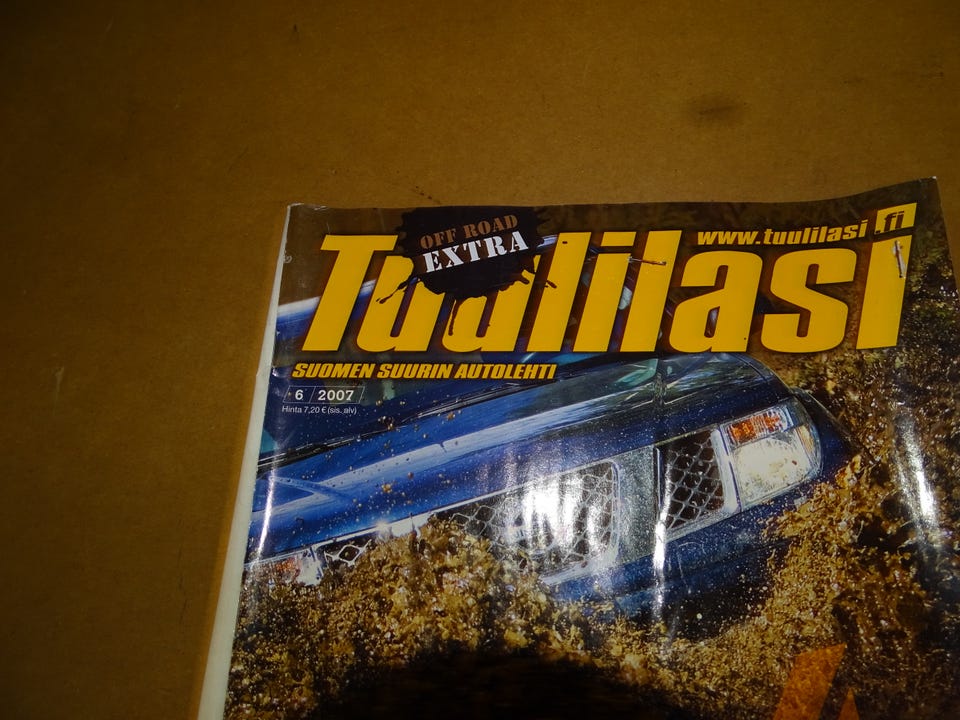 OFF ROAD
EXTRA
www.tuulilasi.fi
Tuulilasi
SUOMEN SUURIN AUTOLEHTI
6 / 2007
Hinta 7,20 € (sis. alv)